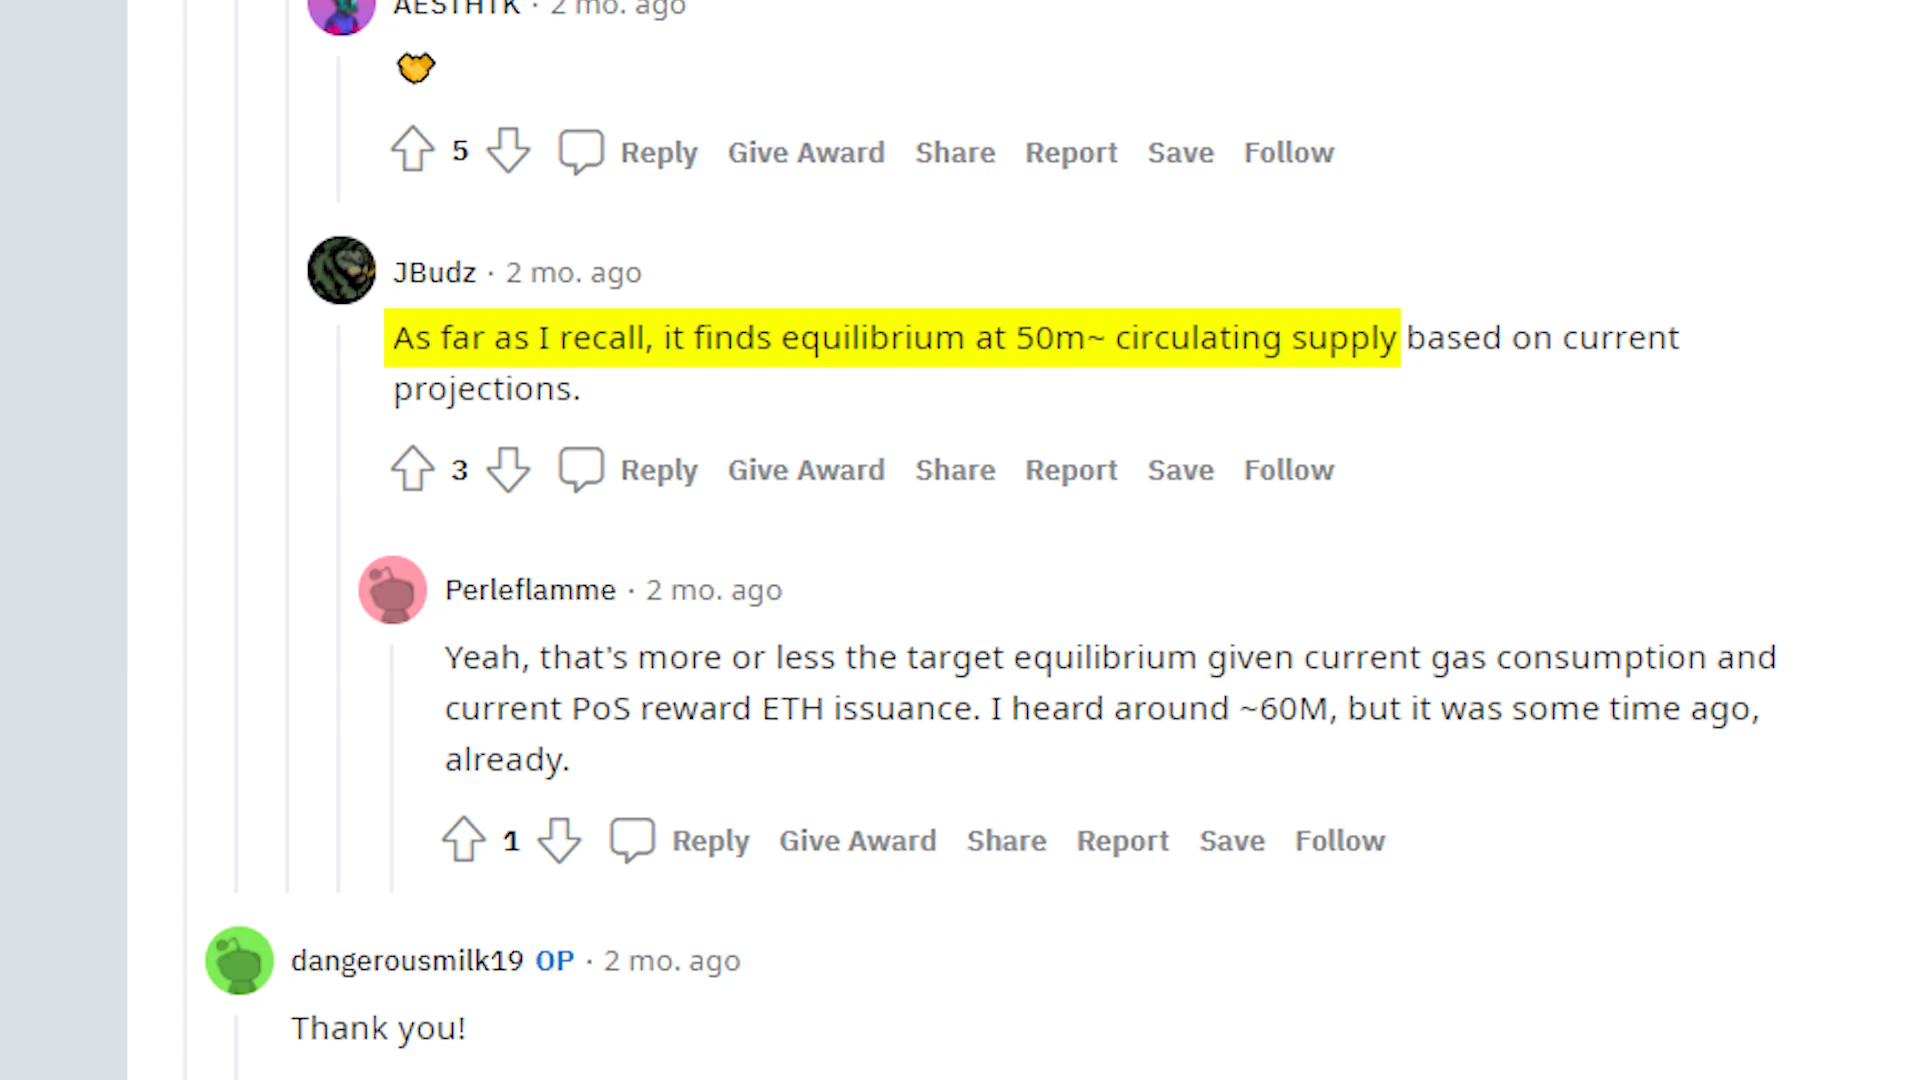 AESTHTK · 2 mo. ago
5 Reply Give Award Share Report Save Follow
JBudz · 2 mo. ago
As far as I recall, it finds equilibrium at 50m~ circulating supply based on current
projections.
3 Reply Give Award Share Report Save Follow
Perleflamme · 2 mo. ago
Yeah, that's more or less the target equilibrium given current gas consumption and
current PoS reward ETH issuance. I heard around ~60M, but it was some time ago,
already.
1 Reply Give Award Share Report Save Follow
dangerousmilk19 OP · 2 mo. ago
Thank you!